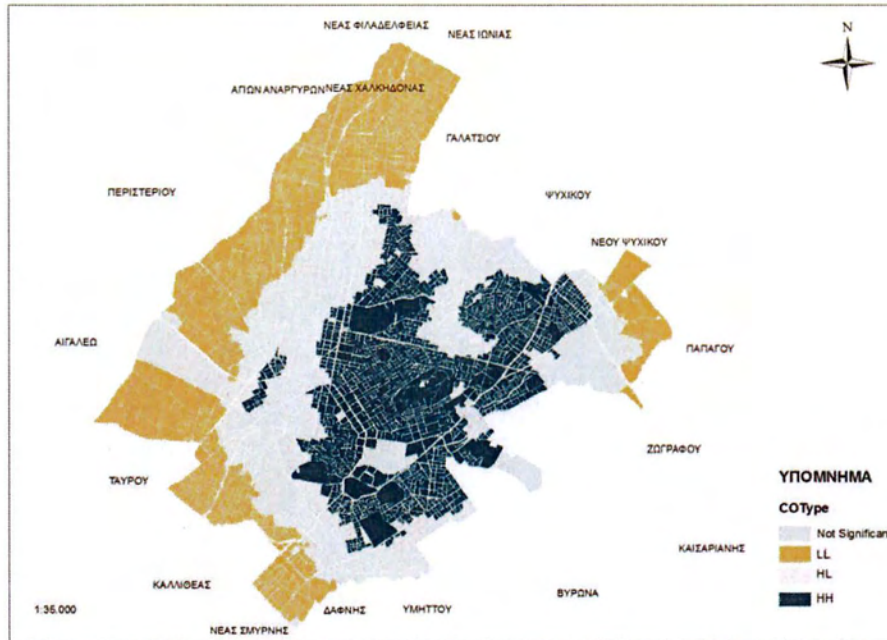 ΝΕΑΣ ΦΙΛΑΔΕΛΦΕΙΑΣ
ΝΕΑΣ ΙΩΝΙΑΣ
N
ΑΓΙΩΝ ΑΝΑΡΓΥΡΩΝ ΝΕΑΣ ΧΑΛΚΗΔΟΝΑΣ
ΓΑΛΑΤΣΙΟΥ
ΠΕΡΙΣΤΕΡΙΟΥ
ΨΥΧΙΚΟΥ
ΝΕΟΥ ΨΥΧΙΚΟΥ
ΑΙΓΑΛΕΩ
ΠΑΠΑΓΟΥ
ΖΩΓΡΑΦΟΥ
ΤΑΥΡΟΥ
ΥΠΟΜΝΗΜΑ
COType
Not Significan
LL
HL
HH
ΚΑΙΣΑΡΙΑΝΗΣ
ΚΑΛΛΙΘΕΑΣ
ΒΥΡΩΝΑ
1:35.000
ΔΑΦΝΗΣ
ΥΜΗΤΤΟΥ
ΝΕΑΣ ΣΜΥΡΝΗΣ